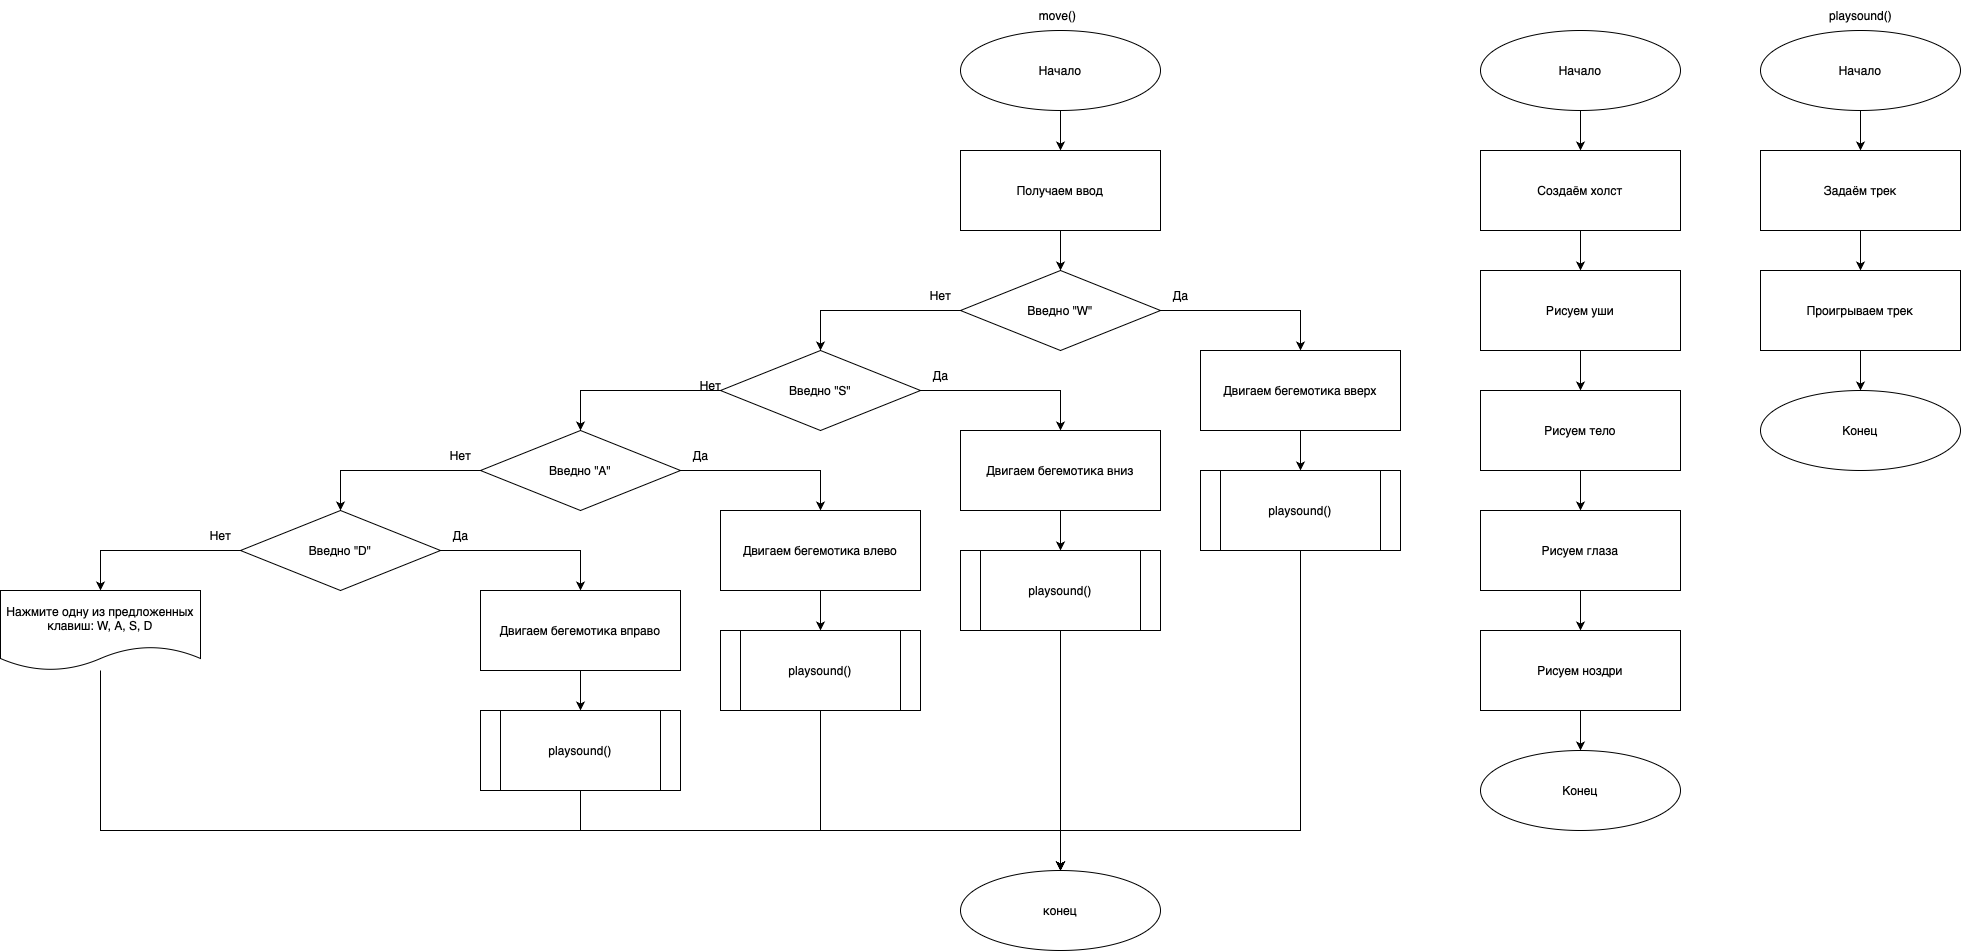 move()
Начало
Получаем ввод
Введно "W"
Нет
Да
Введно "S"
Нет
Да
Двигаем бегемотика вверх
playsound()
Введно "A"
Нет
Да
Двигаем бегемотика вниз
playsound()
Введно "D"
Нет
Да
Двигаем бегемотика влево
playsound()
Нажмите одну из предложенных
клавиш: W, A, S, D
Двигаем бегемотика вправо
playsound()
конец
Начало
Создаём холст
Рисуем уши
Рисуем тело
Рисуем глаза
Рисуем ноздри
Конец
playsound()
Начало
Задаём трек
Проигрываем трек
Конец